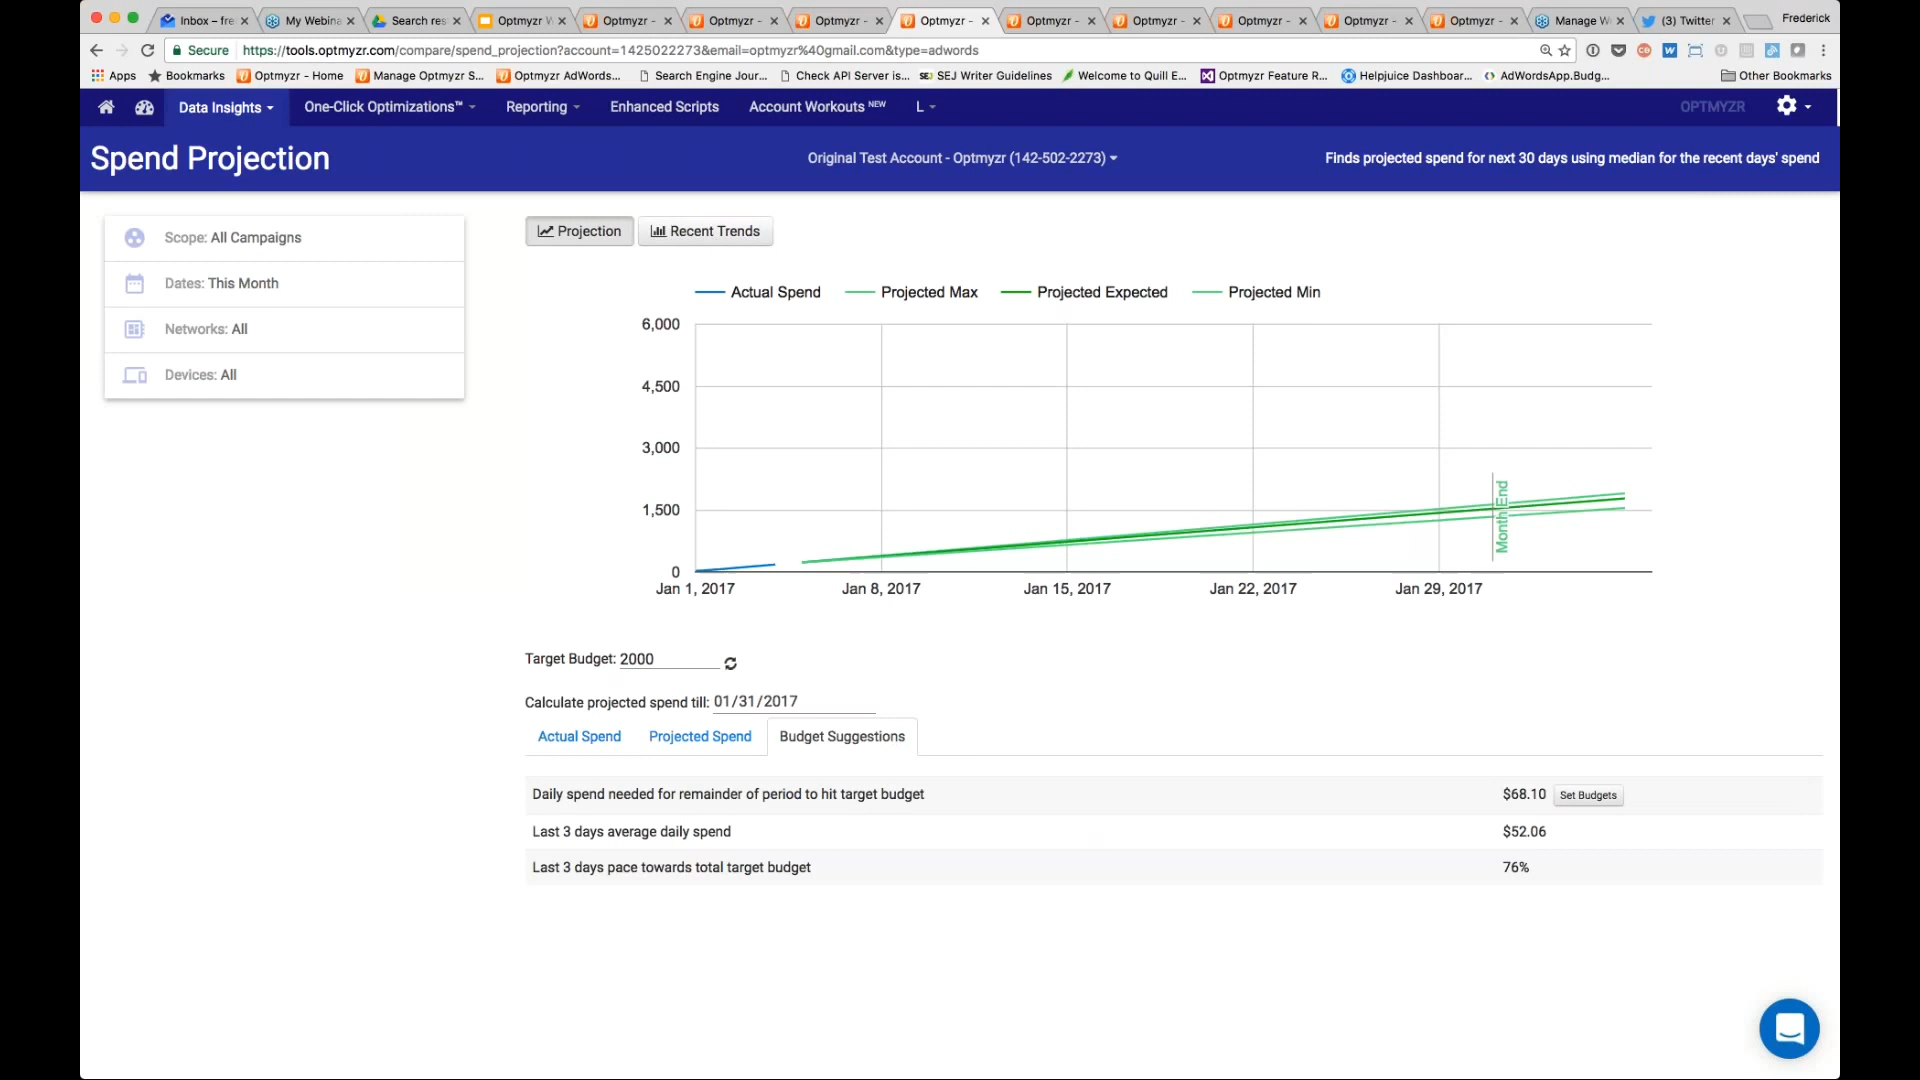 Inbox – fre
My Webina
Search res
Optmyzr W
Optmyzr -
Optmyzr -
Optmyzr -
Optmyzr -
Optmyzr -
Optmyzr -
Optmyzr -
Optmyzr -
Optmyzr -
Manage W
(3) Twitter
Frederick
Secure https://tools.optmyzr.com/compare/spend_projection?account=1425022273&email=optmyzr%40gmail.com&type=adwords
Apps Bookmarks Optmyzr - Home Manage Optmyzr S... Optmyzr AdWords... Search Engine Jour... Check API Server is... SEJ SEJ Writer Guidelines Welcome to Quill E... Optmyzr Feature R... Helpjuice Dashboar... AdWordsApp.Budg... Other Bookmarks
Data Insights One-Click Optimizations™ Reporting Enhanced Scripts Account Workouts NEW L OPTMYZR
Spend Projection
Original Test Account - Optmyzr (142-502-2273)
Finds projected spend for next 30 days using median for the recent days' spend
Scope: All Campaigns
Dates: This Month
Networks: All
Devices: All
Projection Recent Trends
Actual Spend Projected Max Projected Expected Projected Min
6,000
4,500
3,000
1,500
0
Month End
Jan 1, 2017 Jan 8, 2017 Jan 15, 2017 Jan 22, 2017 Jan 29, 2017
Target Budget: 2000
Calculate projected spend till: 01/31/2017
Actual Spend Projected Spend Budget Suggestions
Daily spend needed for remainder of period to hit target budget $68.10 Set Budgets
Last 3 days average daily spend $52.06
Last 3 days pace towards total target budget 76%